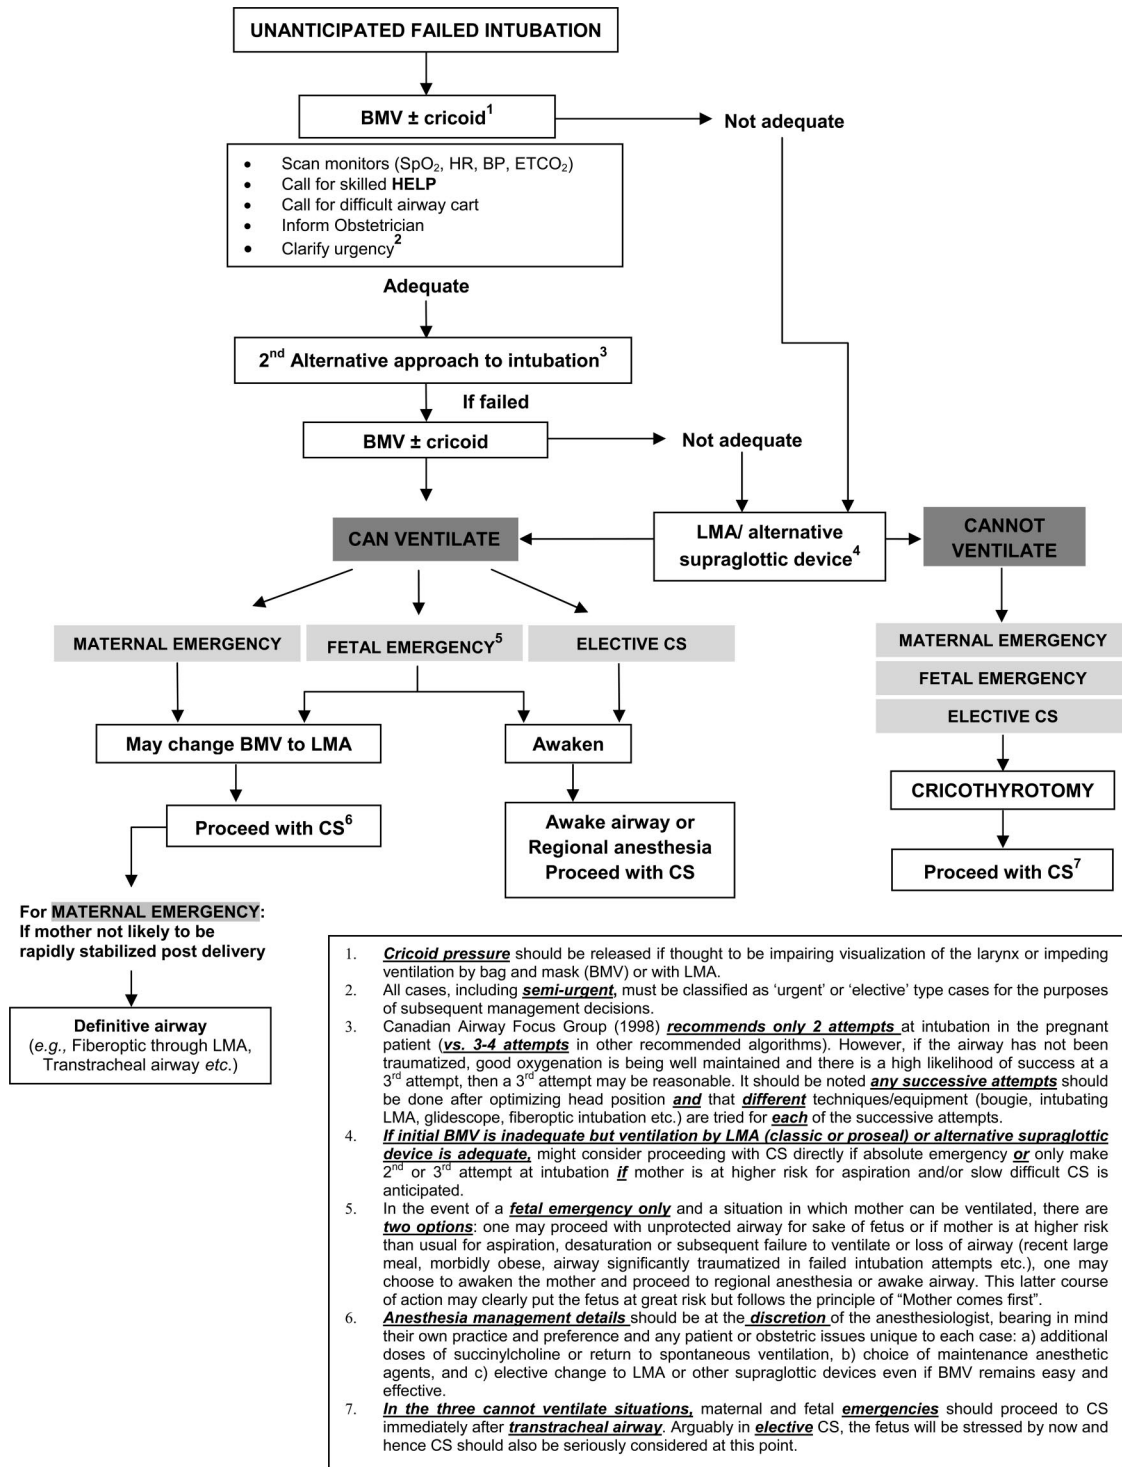 UNANTICIPATED FAILED INTUBATION
BMV ± cricoid1
Not adequate
• Scan monitors (SpO2, HR, BP, ETCO2)
• Call for skilled HELP
• Call for difficult airway cart
• Inform Obstetrician
• Clarify urgency2
Adequate
2nd Alternative approach to intubation3
If failed
BMV ± cricoid
Not adequate
CAN VENTILATE
LMA/ alternative
supraglottic device4
CANNOT
VENTILATE
MATERNAL EMERGENCY
FETAL EMERGENCY5
ELECTIVE CS
MATERNAL EMERGENCY
FETAL EMERGENCY
ELECTIVE CS
May change BMV to LMA
Awaken
CRICOTHYROTOMY
Proceed with CS6
Awake airway or
Regional anesthesia
Proceed with CS
Proceed with CS7
For MATERNAL EMERGENCY:
If mother not likely to be
rapidly stabilized post delivery
Definitive airway
(e.g., Fiberoptic through LMA,
Transtracheal airway etc.)
1. Cricoid pressure should be released if thought to be impairing visualization of the larynx or impeding
ventilation by bag and mask (BMV) or with LMA.
2. All cases, including semi-urgent, must be classified as ‘urgent’ or ‘elective’ type cases for the purposes
of subsequent management decisions.
3. Canadian Airway Focus Group (1998) recommends only 2 attempts at intubation in the pregnant
patient (vs. 3-4 attempts in other recommended algorithms). However, if the airway has not been
traumatized, good oxygenation is being well maintained and there is a high likelihood of success at a
3rd attempt, then a 3rd attempt may be reasonable. It should be noted any successive attempts should
be done after optimizing head position and that different techniques/equipment (bougie, intubating
LMA, glidescope, fiberoptic intubation etc.) are tried for each of the successive attempts.
4. If initial BMV is inadequate but ventilation by LMA (classic or proseal) or alternative supraglottic
device is adequate, might consider proceeding with CS directly if absolute emergency or only make
2nd or 3rd attempt at intubation if mother is at higher risk for aspiration and/or slow difficult CS is
anticipated.
5. In the event of a fetal emergency only and a situation in which mother can be ventilated, there are
two options: one may proceed with unprotected airway for sake of fetus or if mother is at higher risk
than usual for aspiration, desaturation or subsequent failure to ventilate or loss of airway (recent large
meal, morbidly obese, airway significantly traumatized in failed intubation attempts etc.), one may
choose to awaken the mother and proceed to regional anesthesia or awake airway. This latter course
of action may clearly put the fetus at great risk but follows the principle of “Mother comes first”.
6. Anesthesia management details should be at the discretion of the anesthesiologist, bearing in mind
their own practice and preference and any patient or obstetric issues unique to each case: a) additional
doses of succinylcholine or return to spontaneous ventilation, b) choice of maintenance anesthetic
agents, and c) elective change to LMA or other supraglottic devices even if BMV remains easy and
effective.
7. In the three cannot ventilate situations, maternal and fetal emergencies should proceed to CS
immediately after transtracheal airway. Arguably in elective CS, the fetus will be stressed by now and
hence CS should also be seriously considered at this point.